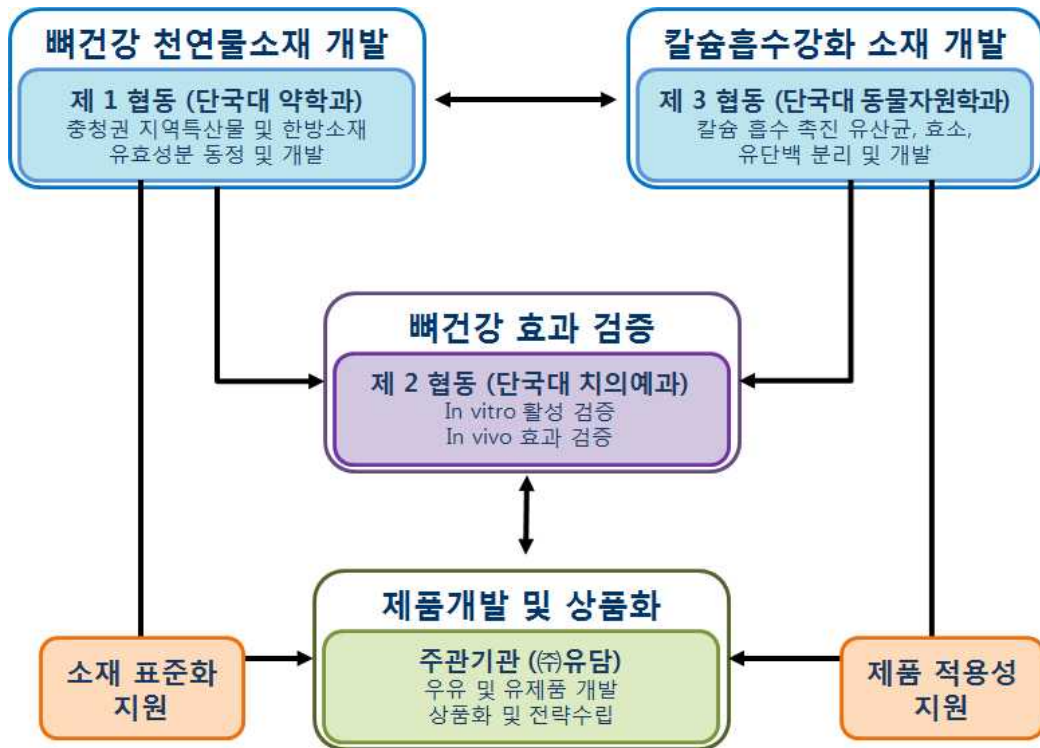 뼈건강 천연물소재 개발
제 1 협동 (단국대 약학과)
충청권 지역특산물 및 한방소재
유효성분 동정 및 개발
칼슘흡수강화 소재 개발
제 3 협동 (단국대 동물자원학과)
칼슘 흡수 촉진 유산균, 효소,
유단백 분리 및 개발
뼈건강 효과 검증
제 2 협동 (단국대 치의예과)
In vitro 활성 검증
In vivo 효과 검증
제품개발 및 상품화
주관기관 (㈜유담)
우유 및 유제품 개발
상품화 및 전략수립
소재 표준화
지원
제품 적용성
지원